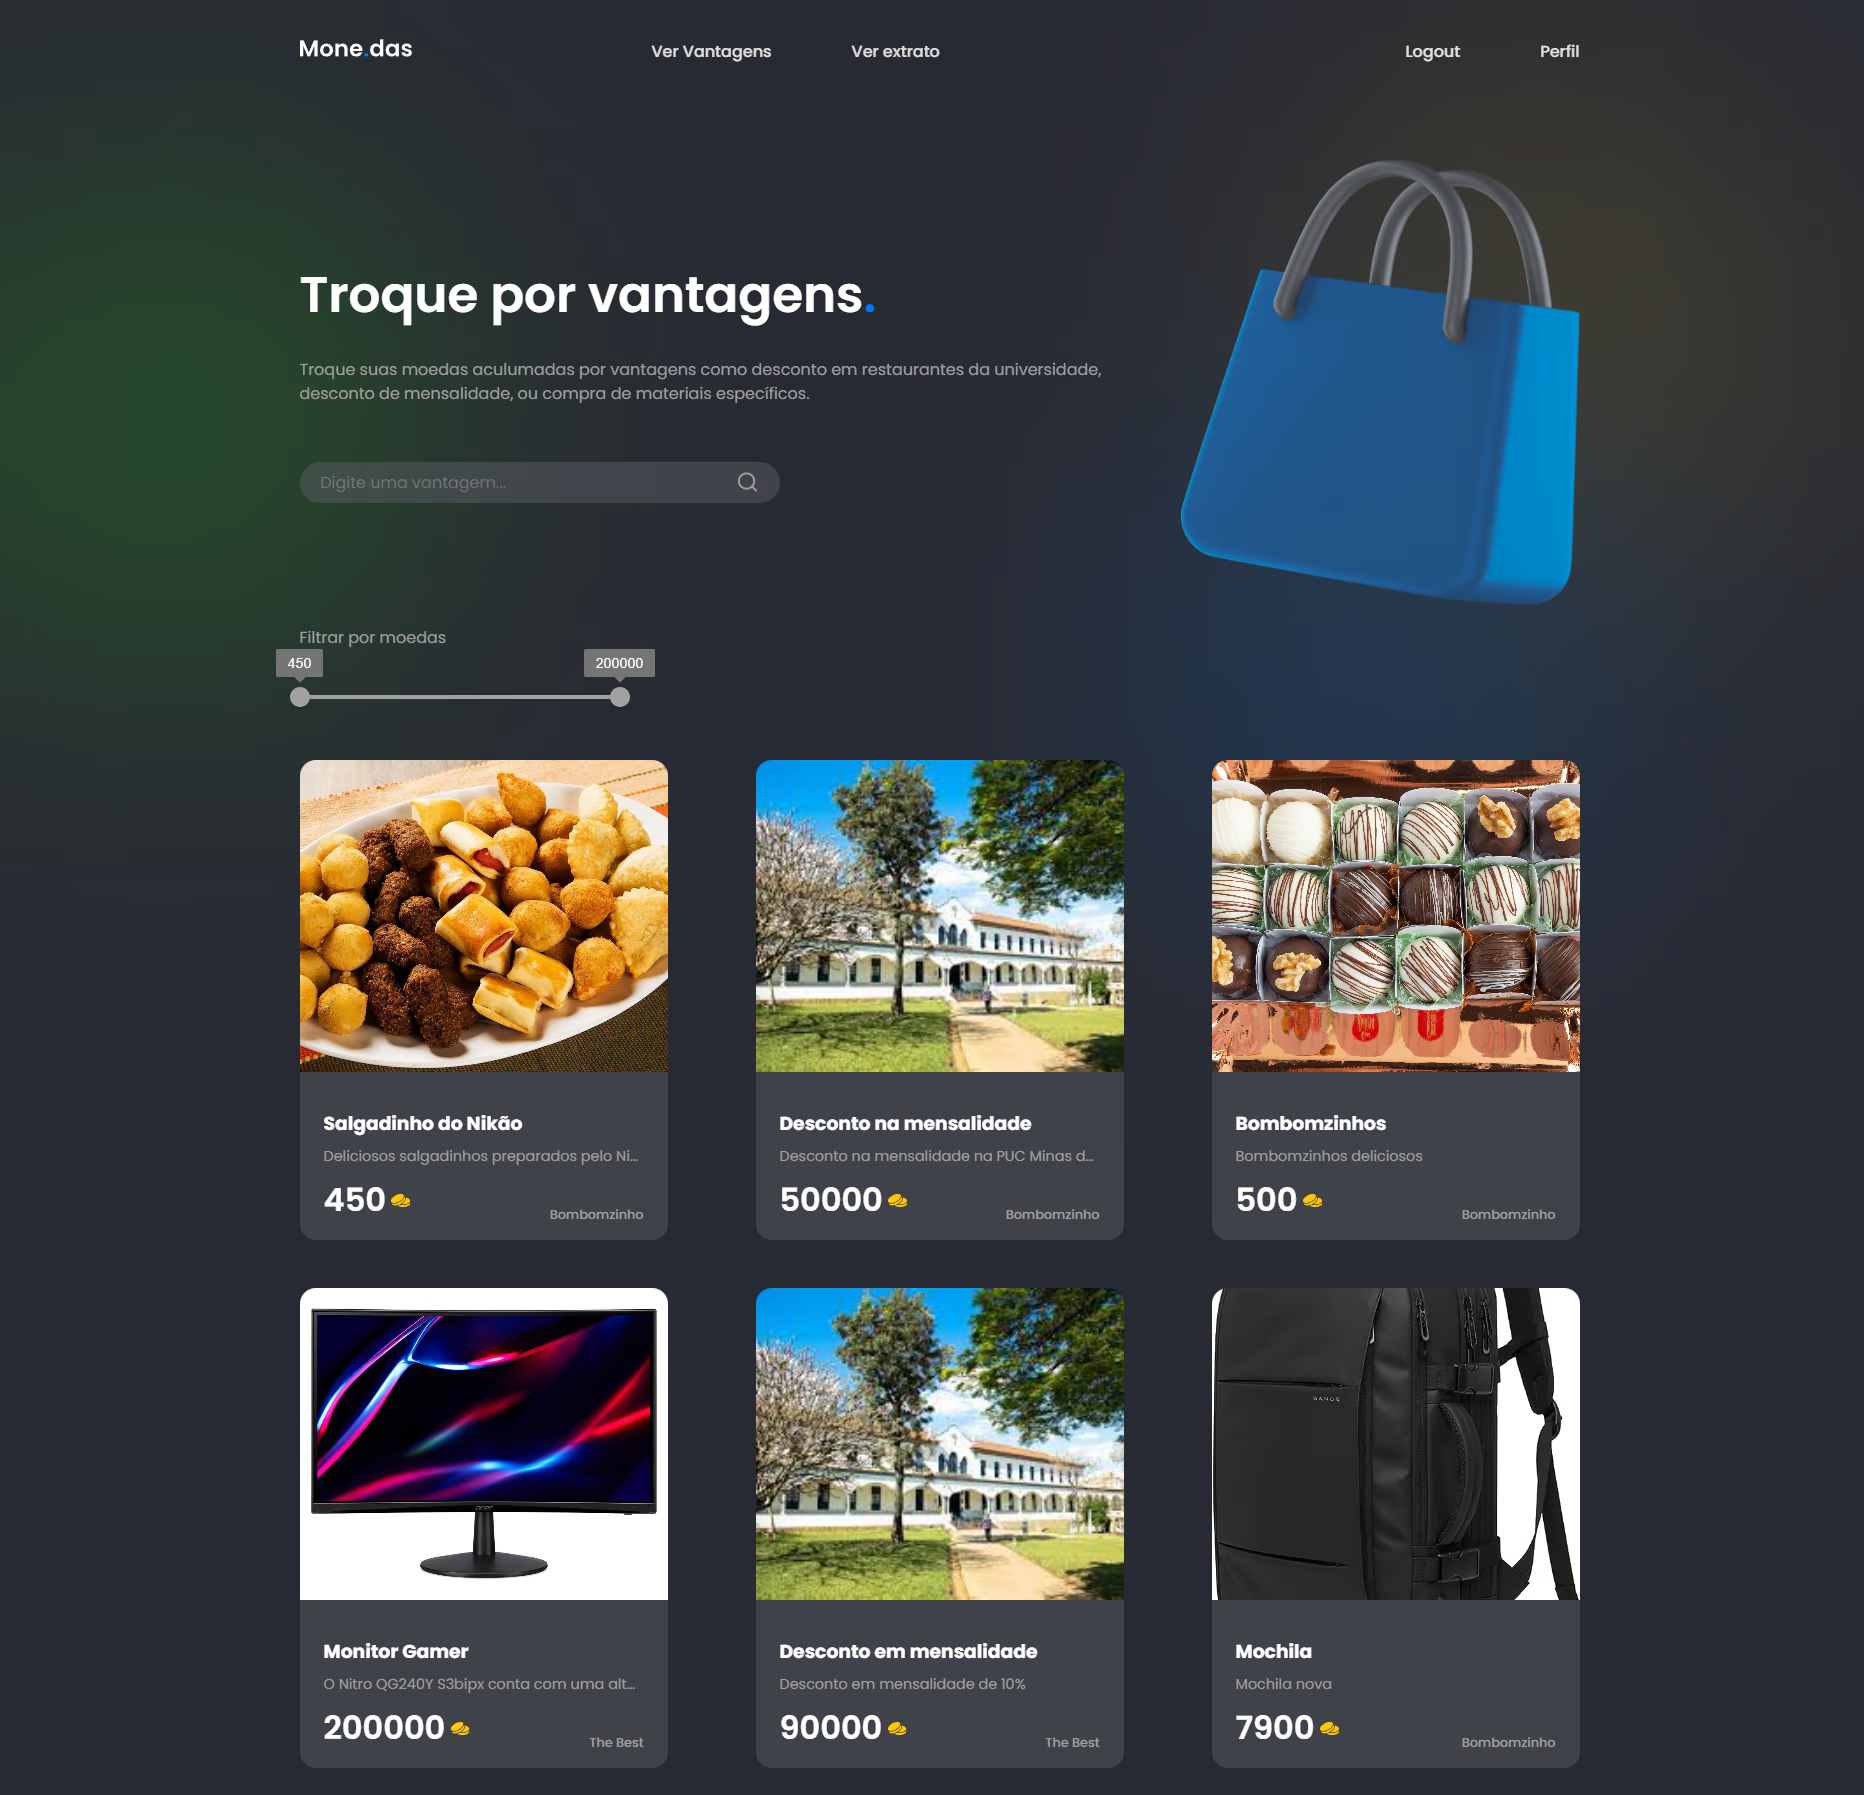 Mone.das
Ver Vantagens
Ver extrato
Logout
Perfil
Troque por vantagens.
Troque suas moedas aculumadas por vantagens como desconto em restaurantes da universidade,
desconto de mensalidade, ou compra de materiais específicos.
Digite uma vantagem...
Filtrar por moedas
450
200000
Salgadinho do Nikão
Deliciosos salgadinhos preparados pelo Ni...
450
Bombomzinho
Desconto na mensalidade
Desconto na mensalidade na PUC Minas d...
50000
Bombomzinho
Bombomzinhos
Bombomzinhos deliciosos
500
Bombomzinho
acer
Monitor Gamer
O Nitro QG240Y S3bipx conta com uma alt...
200000
The Best
Desconto em mensalidade
Desconto em mensalidade de 10%
90000
The Best
BANGE
Mochila
Mochila nova
7900
Bombomzinho